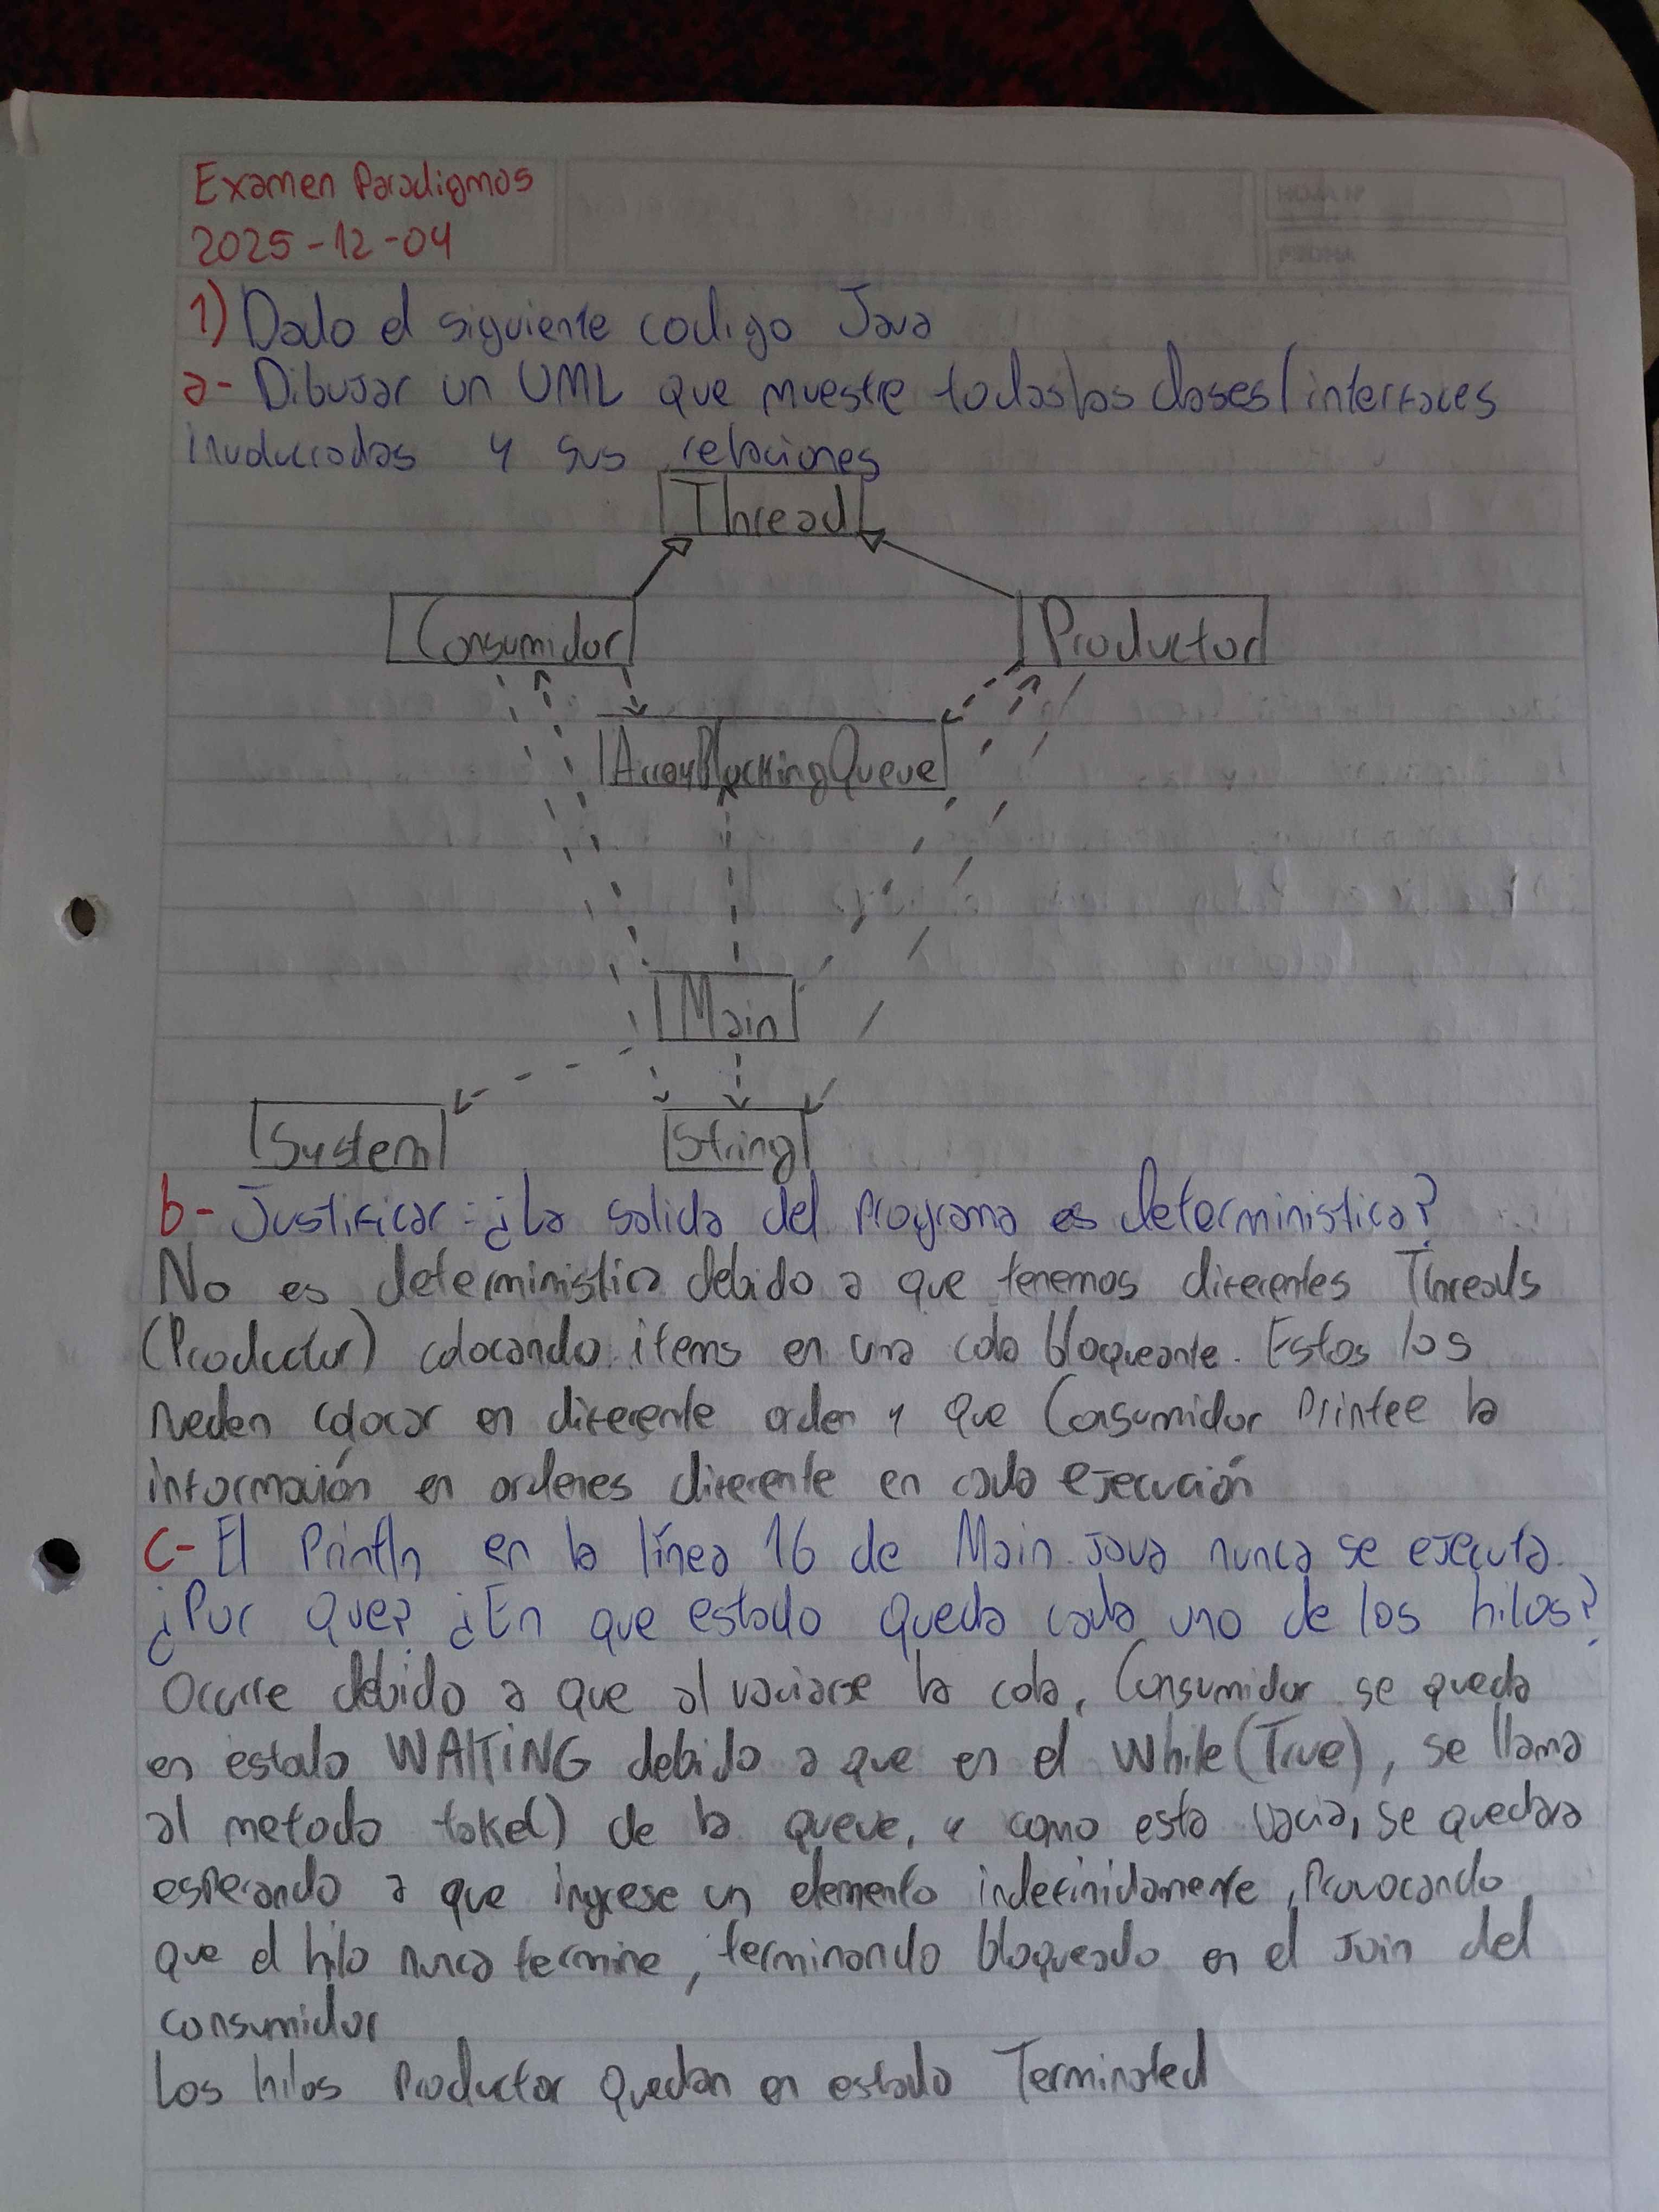 Examen Paradigmas
2025-12-04
1) Dado el siguiente codigo Java
a- Dibujar un UML que muestre todas las clases/interfaces
involucradas y sus relaciones
Thread
Consumidor
Productor
ArrayBlockingQueue
Main
System
String
b- Justificar: ¿La salida del programa es deterministica?
No es deterministico debido a que tenemos diferentes Threads
(Productor) colocando items en una cola bloqueante. Estos los
pueden colocar en diferente orden y que Consumidor printee la
información en ordenes diferente en cada ejecución
c- El Println en la línea 16 de Main.java nunca se ejecuta.
¿Por que? ¿En que estado queda cada uno de los hilos?
Ocurre debido a que al vaciarse la cola, Consumidor se queda
en estado WAITING debido a que en el While(True), se llama
al metodo take() de la queue, y como esta vacia, se quedara
esperando a que ingrese un elemento indefinidamente, provocando
que el hilo nunca termine, terminando bloqueado en el join del
consumidor
Los hilos Productor quedan en estado Terminated